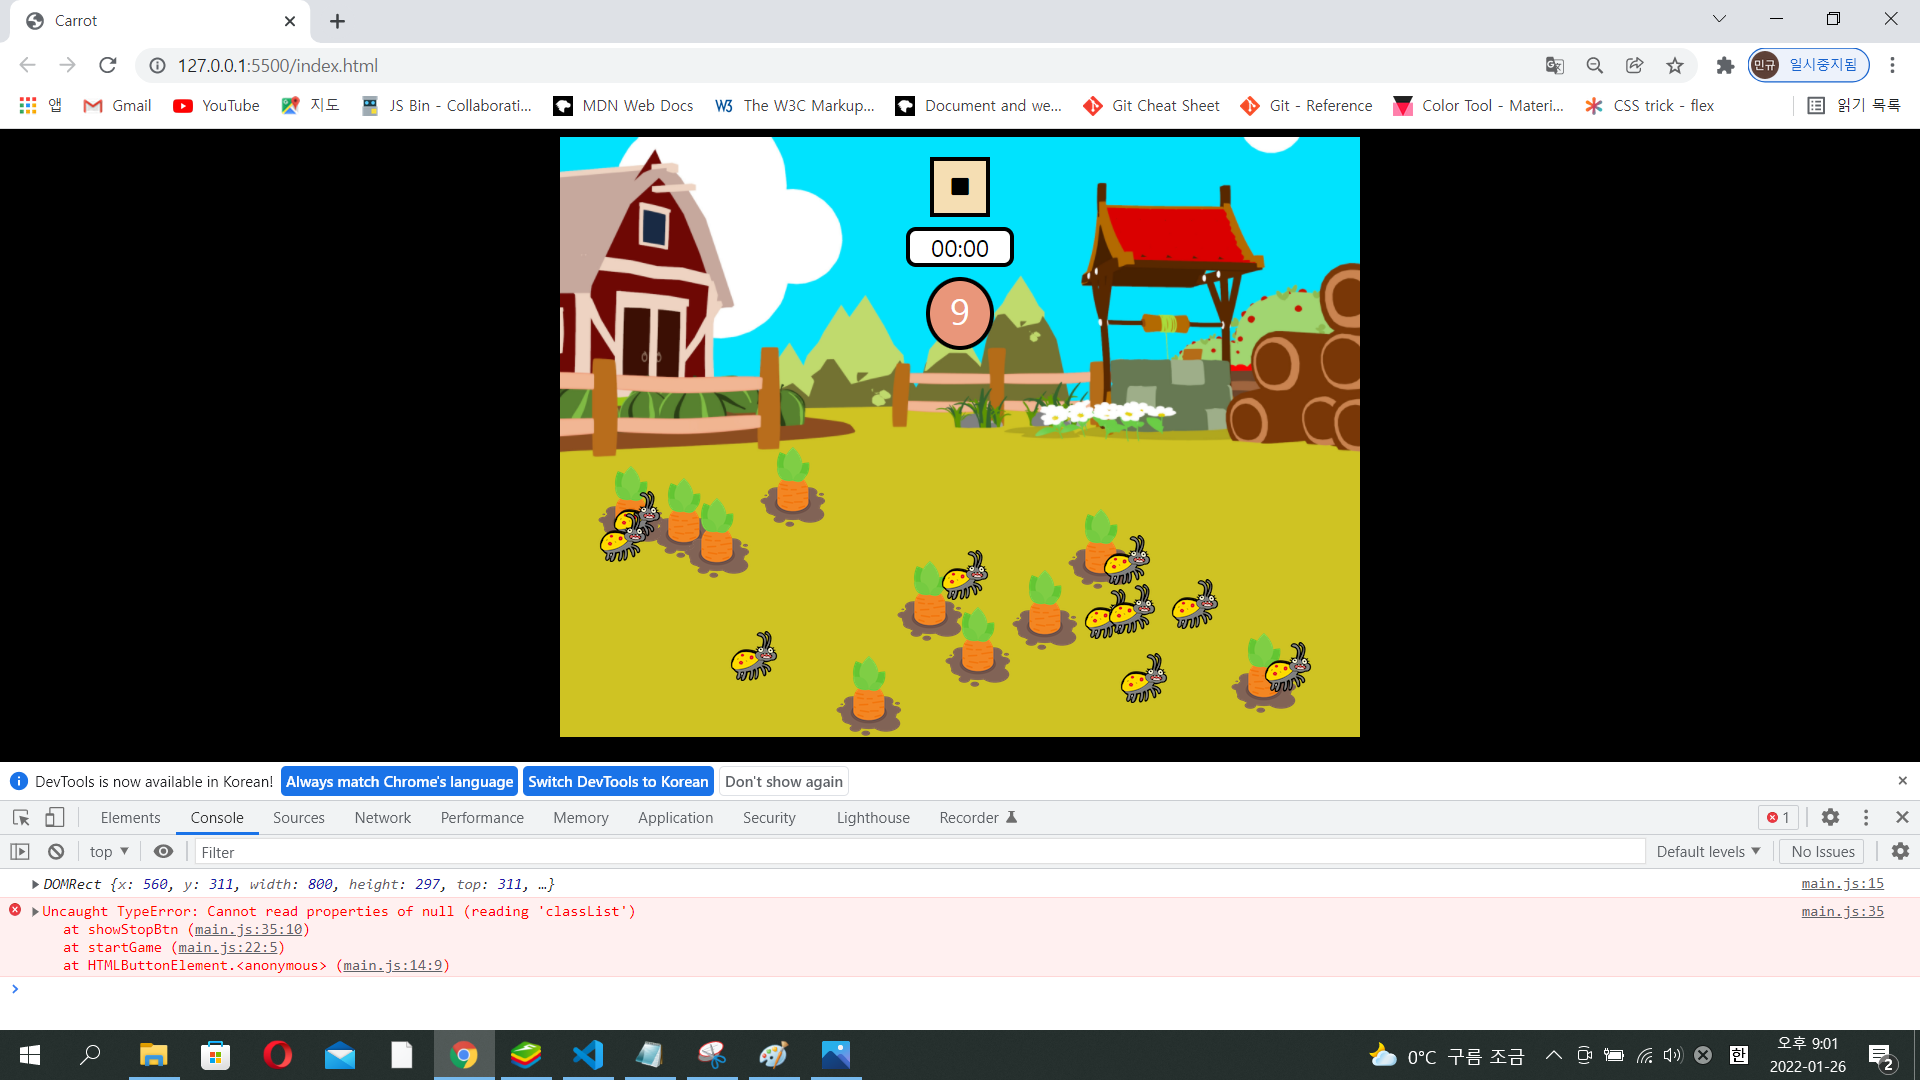 Carrot
127.0.0.1:5500/index.html
민규 일시중지됨
앱 Gmail YouTube 지도 JS Bin - Collaborati... MDN Web Docs The W3C Markup... Document and we... Git Cheat Sheet Git - Reference Color Tool - Materi... CSS trick - flex 읽기 목록
00:00
9
DevTools is now available in Korean! Always match Chrome's language Switch DevTools to Korean Don't show again
Elements Console Sources Network Performance Memory Application Security Lighthouse Recorder 1
top Filter Default levels No Issues
DOMRect {x: 560, y: 311, width: 800, height: 297, top: 311, …} main.js:15
Uncaught TypeError: Cannot read properties of null (reading 'classList') main.js:35
at showStopBtn (main.js:35:10)
at startGame (main.js:22:5)
at HTMLButtonElement.<anonymous> (main.js:14:9)
0°C 구름 조금 한 오후 9:01
2022-01-26 2